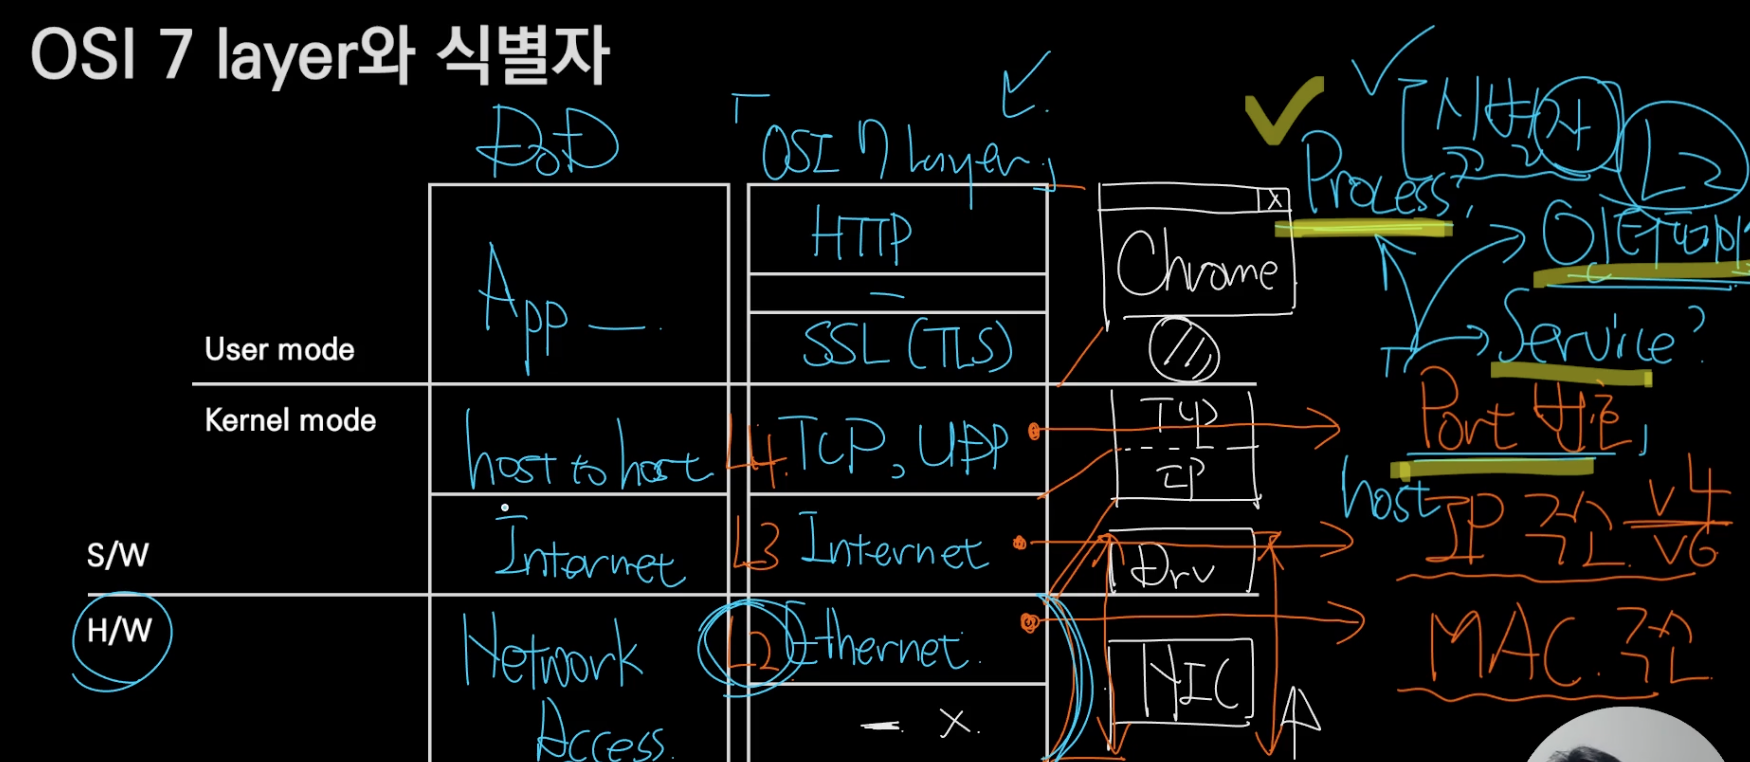 OSI 7 layer와 식별자
DoD
「OSI 7 layer」
식별자
L2
Process,
인터페이스
Service?
HTTP
Chrome
X
App
—
SSL (TLS)
User mode
Kernel mode
host to host
L4. TCP, UDP
TCP
IP
Port 번호,
host IP 주소 v4
v6
S/W
Internet
L3 Internet
Drv
H/W
Network
Access.
L2 Ethernet.
NIC
MAC. 주소
- X.